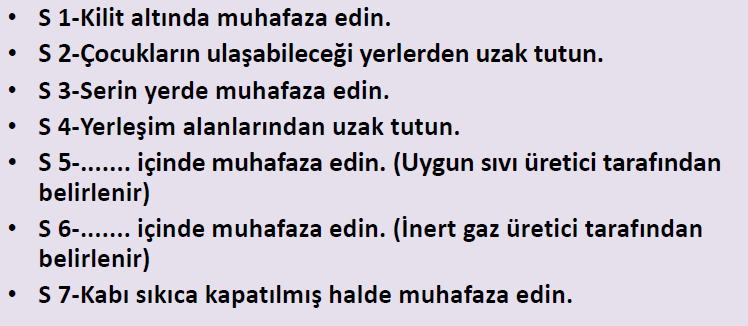 • S 1-Kilit altında muhafaza edin.
• S 2-Çocukların ulaşabileceği yerlerden uzak tutun.
• S 3-Serin yerde muhafaza edin.
• S 4-Yerleşim alanlarından uzak tutun.
• S 5-....... içinde muhafaza edin. (Uygun sıvı üretici tarafından
belirlenir)
• S 6-....... içinde muhafaza edin. (İnert gaz üretici tarafından
belirlenir)
• S 7-Kabı sıkıca kapatılmış halde muhafaza edin.